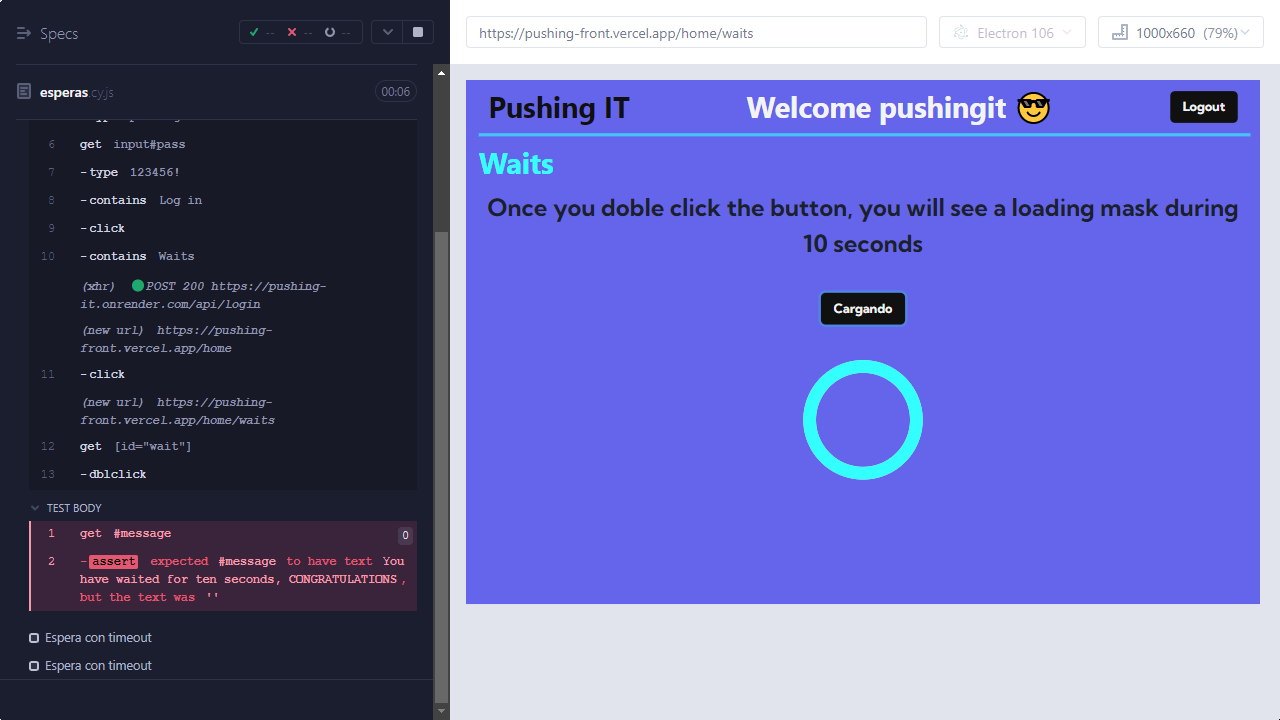 Specs
-- -- --
esperas.cy.js 00:06
6 get input#pass
7 -type 123456!
8 -contains Log in
9 -click
10 -contains Waits
(xhr) POST 200 https://pushing-
it.onrender.com/api/login
(new url) https://pushing-
front.vercel.app/home
11 -click
(new url) https://pushing-
front.vercel.app/home/waits
12 get [id="wait"]
13 -dblclick
TEST BODY
1 get #message 0
2 -assert expected #message to have text You
have waited for ten seconds, CONGRATULATIONS,
but the text was ''
Espera con timeout
Espera con timeout
https://pushing-front.vercel.app/home/waits
Electron 106
1000x660 (79%)
Pushing IT
Welcome pushingit 😎
Logout
Waits
Once you doble click the button, you will see a loading mask during
10 seconds
Cargando